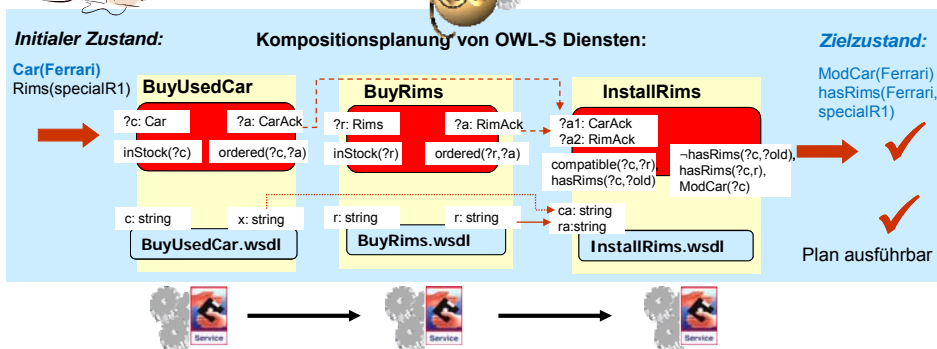 Initialer Zustand:
Kompositionsplanung von OWL-S Diensten:
Zielzustand:
Car(Ferrari)
Rims(specialR1)
BuyUsedCar
?c: Car
?a: CarAck
inStock(?c)
ordered(?c,?a)
c: string
x: string
BuyUsedCar.wsdl
BuyRims
?r: Rims
?a: RimAck
inStock(?r)
ordered(?r,?a)
r: string
r: string
BuyRims.wsdl
InstallRims
?a1: CarAck
?a2: RimAck
compatible(?c,?r),
hasRims(?c,?old)
¬hasRims(?c,?old),
hasRims(?c,r),
ModCar(?c)
ca: string
ra:string
InstallRims.wsdl
ModCar(Ferrari)
hasRims(Ferrari,
specialR1)
Plan ausführbar
Service
Service
Service